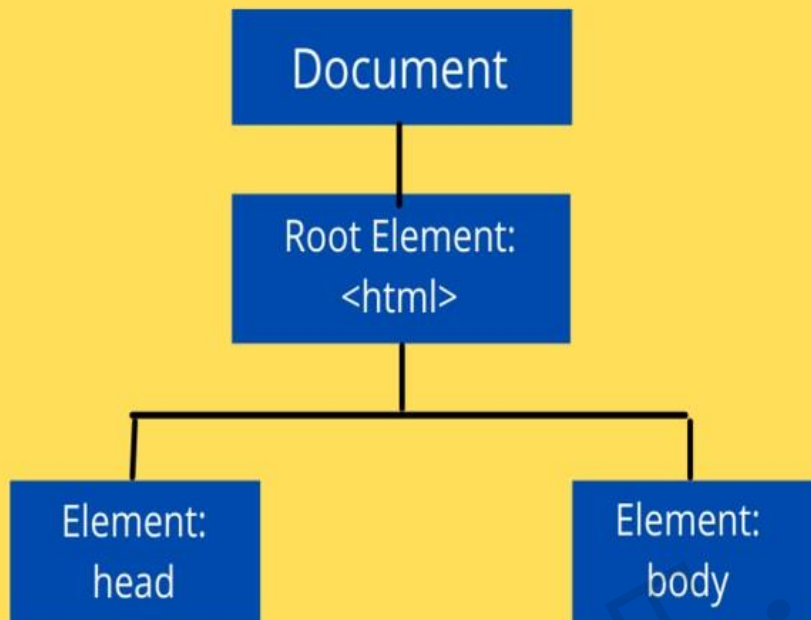 Document
Root Element:
<html>
Element:
head
Element:
body